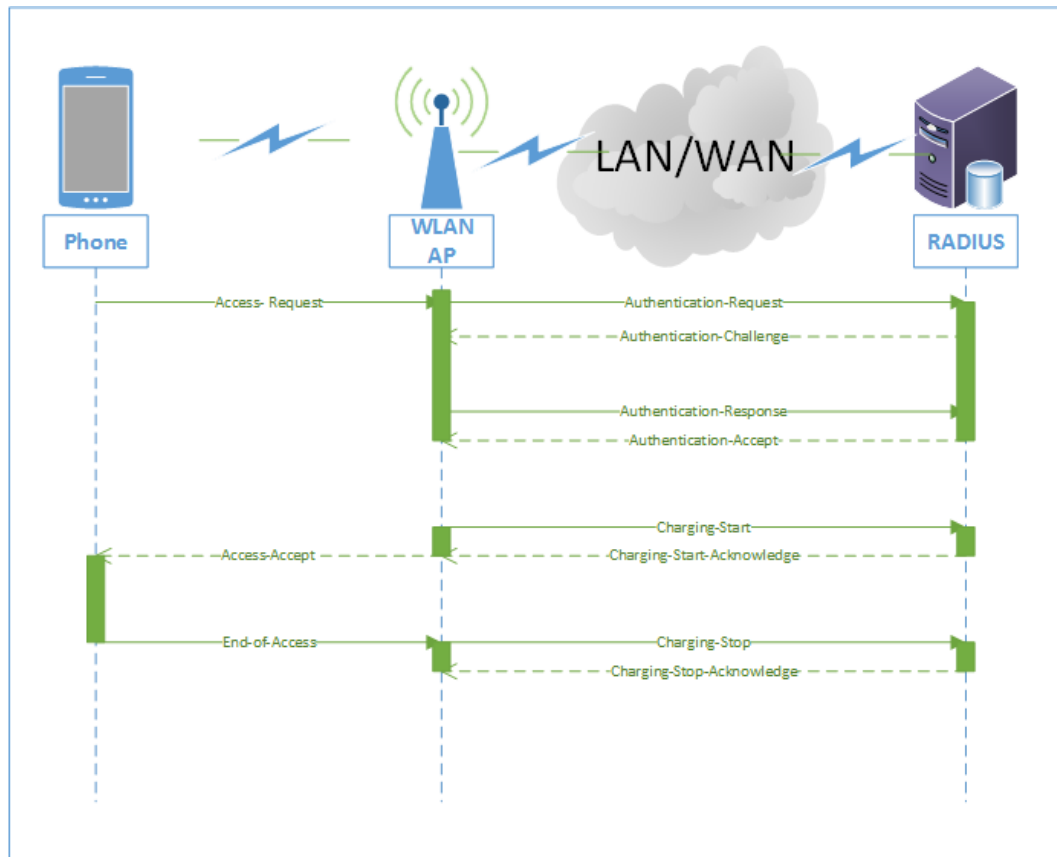 LAN/WAN
Phone
WLAN
AP
RADIUS
Access- Request
Authentication-Request
Authentication-Challenge
Authentication-Response
Authentication-Accept
Charging-Start
Access-Accept
Charging-Start-Acknowledge
End-of-Access
Charging-Stop
Charging-Stop-Acknowledge